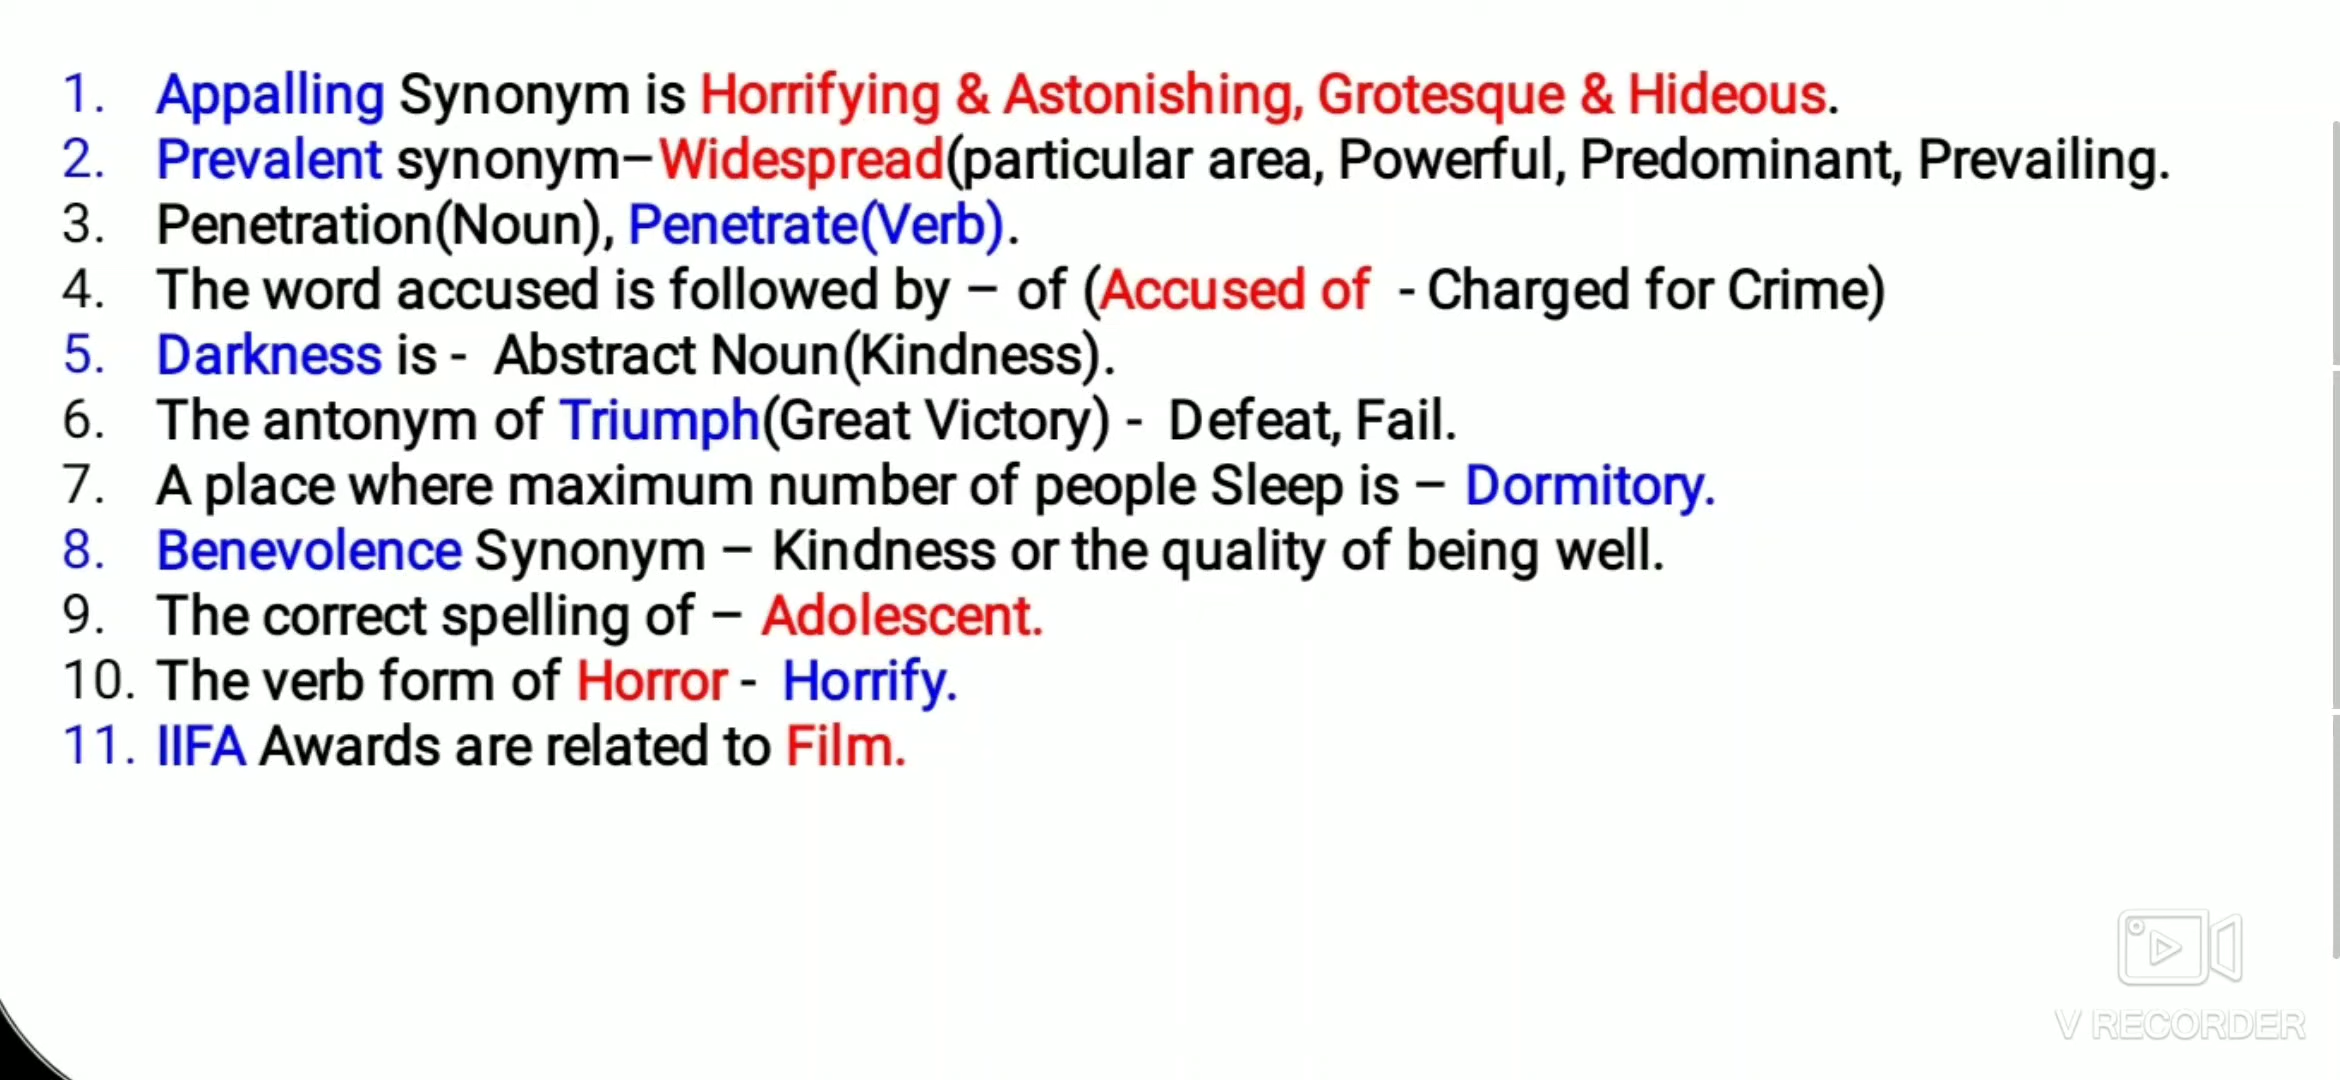 1. Appalling Synonym is Horrifying & Astonishing, Grotesque & Hideous.
2. Prevalent synonym–Widespread(particular area, Powerful, Predominant, Prevailing.
3. Penetration(Noun), Penetrate(Verb).
4. The word accused is followed by – of (Accused of - Charged for Crime)
5. Darkness is - Abstract Noun(Kindness).
6. The antonym of Triumph(Great Victory) - Defeat, Fail.
7. A place where maximum number of people Sleep is – Dormitory.
8. Benevolence Synonym – Kindness or the quality of being well.
9. The correct spelling of – Adolescent.
10. The verb form of Horror - Horrify.
11. IIFA Awards are related to Film.
V RECORDER